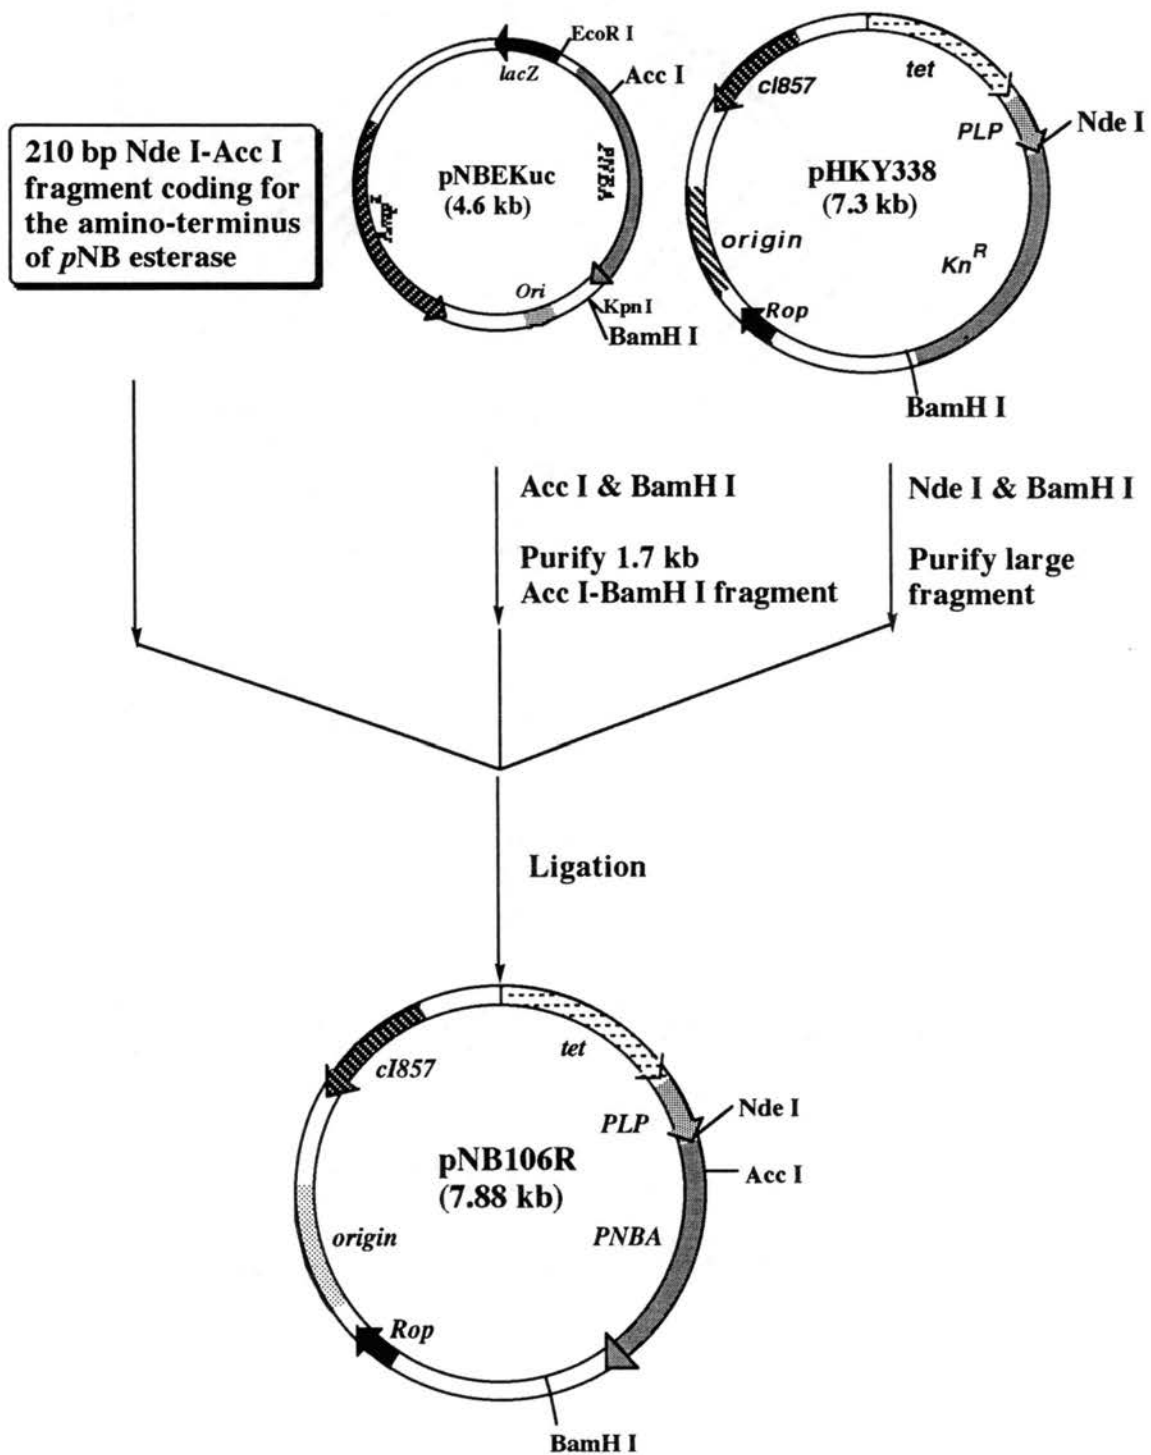 210 bp Nde I-Acc I
fragment coding for
the amino-terminus
of pNB esterase
EcoR I
lacZ
Acc I
pNBEKuc
(4.6 kb)
Ori
Kpn I
BamH I
cI857
tet
PLP
Nde I
pHKY338
(7.3 kb)
origin
Kn^R
Rop
BamH I
Acc I & BamH I
Purify 1.7 kb
Acc I-BamH I fragment
Nde I & BamH I
Purify large
fragment
Ligation
cI857
tet
PLP
Nde I
Acc I
pNB106R
(7.88 kb)
origin
PNBA
Rop
BamH I